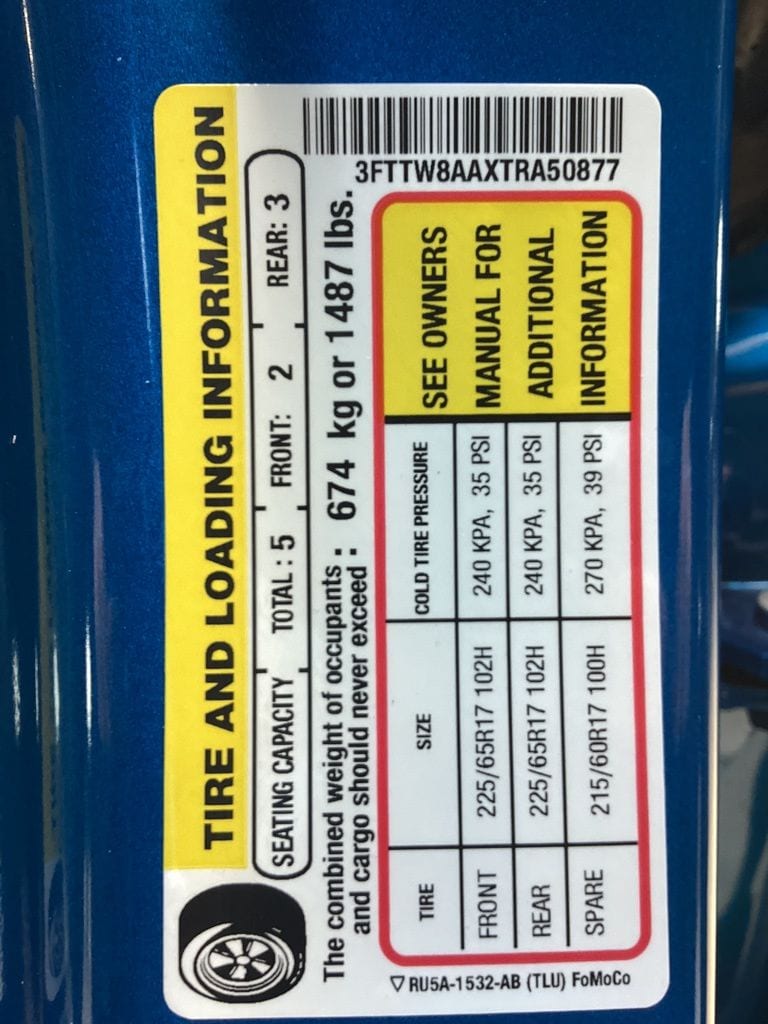 TIRE AND LOADING INFORMATION
SEATING CAPACITY TOTAL : 5 FRONT: 2 REAR: 3
The combined weight of occupants and cargo should never exceed : 674 kg or 1487 lbs.
3FTTW8AAXTRA50877
TIRE SIZE COLD TIRE PRESSURE
FRONT 225/65R17 102H 240 KPA, 35 PSI
REAR 225/65R17 102H 240 KPA, 35 PSI
SPARE 215/60R17 100H 270 KPA, 39 PSI
SEE OWNERS
MANUAL FOR
ADDITIONAL
INFORMATION
RU5A-1532-AB (TLU) FoMoCo